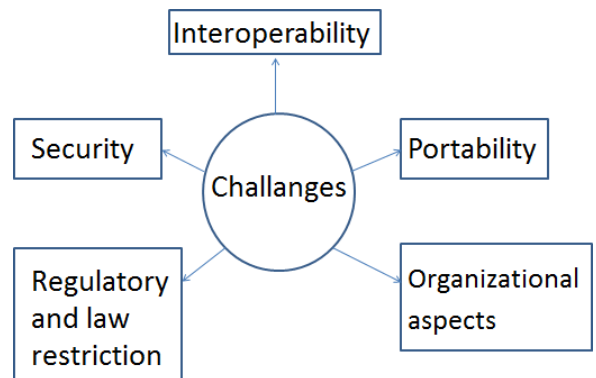 Interoperability
Security
Portability
Challanges
Regulatory
and law
restriction
Organizational
aspects